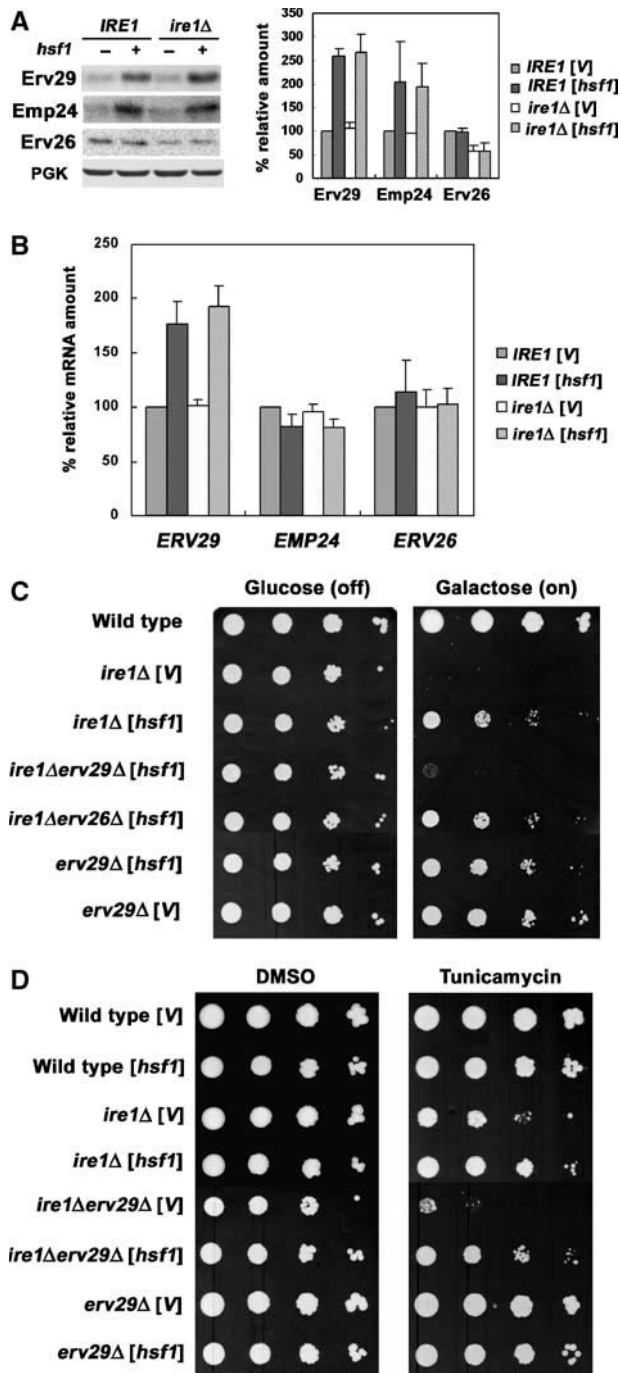 A
IRE1 ire1Δ
hsf1 – + – +
Erv29
Emp24
Erv26
PGK
% relative amount
350
300
250
200
150
100
50
0
Erv29 Emp24 Erv26
IRE1 [V]
IRE1 [hsf1]
ire1Δ [V]
ire1Δ [hsf1]
B
% relative mRNA amount
250
200
150
100
50
0
ERV29 EMP24 ERV26
IRE1 [V]
IRE1 [hsf1]
ire1Δ [V]
ire1Δ [hsf1]
C
Glucose (off) Galactose (on)
Wild type
ire1Δ [V]
ire1Δ [hsf1]
ire1Δerv29Δ [hsf1]
ire1Δerv26Δ [hsf1]
erv29Δ [hsf1]
erv29Δ [V]
D
DMSO Tunicamycin
Wild type [V]
Wild type [hsf1]
ire1Δ [V]
ire1Δ [hsf1]
ire1Δerv29Δ [V]
ire1Δerv29Δ [hsf1]
erv29Δ [V]
erv29Δ [hsf1]